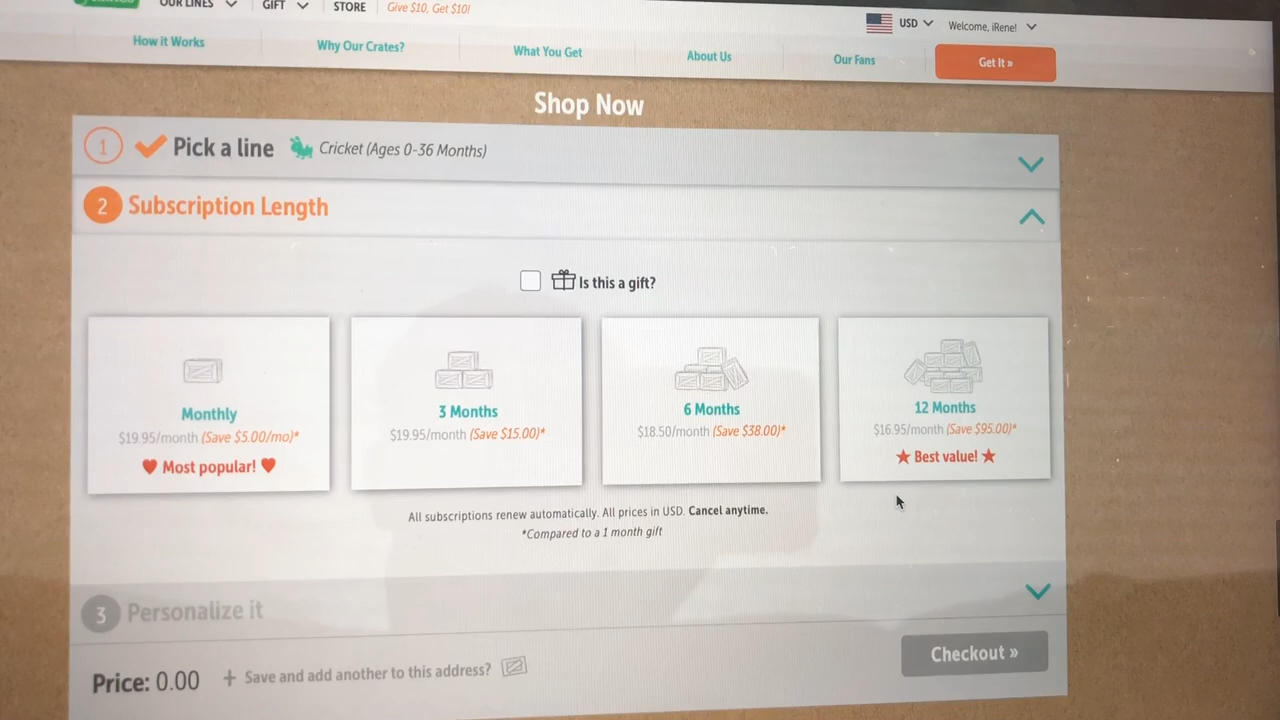 OUR LINES GIFT STORE Give $10, Get $10!
USD Welcome, iRene!
How it Works Why Our Crates? What You Get About Us Our Fans Get It »
Shop Now
1 Pick a line Cricket (Ages 0-36 Months)
2 Subscription Length
Is this a gift?
Monthly
$19.95/month (Save $5.00/mo)*
Most popular!
3 Months
$19.95/month (Save $15.00)*
6 Months
$18.50/month (Save $38.00)*
12 Months
$16.95/month (Save $95.00)*
★ Best value! ★
All subscriptions renew automatically. All prices in USD. Cancel anytime.
*Compared to a 1 month gift
3 Personalize it
Price: 0.00 + Save and add another to this address?
Checkout »